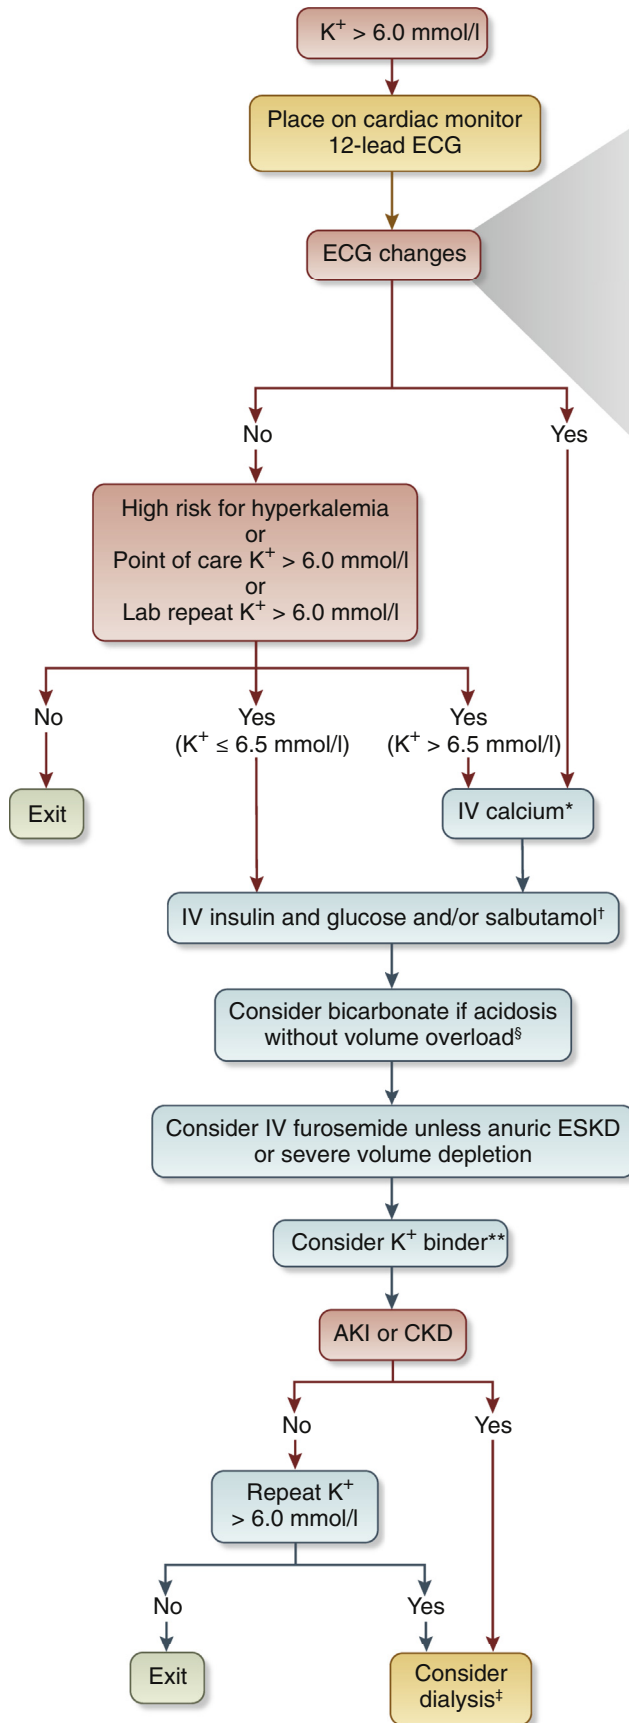 K⁺ > 6.0 mmol/l
Place on cardiac monitor
12-lead ECG
ECG changes
No
Yes
High risk for hyperkalemia
or
Point of care K⁺ > 6.0 mmol/l
or
Lab repeat K⁺ > 6.0 mmol/l
No
Yes
(K⁺ ≤ 6.5 mmol/l)
Yes
(K⁺ > 6.5 mmol/l)
Exit
IV calcium*
IV insulin and glucose and/or salbutamol†
Consider bicarbonate if acidosis
without volume overload§
Consider IV furosemide unless anuric ESKD
or severe volume depletion
Consider K⁺ binder**
AKI or CKD
No
Yes
Repeat K⁺
> 6.0 mmol/l
No
Yes
Exit
Consider
dialysis‡